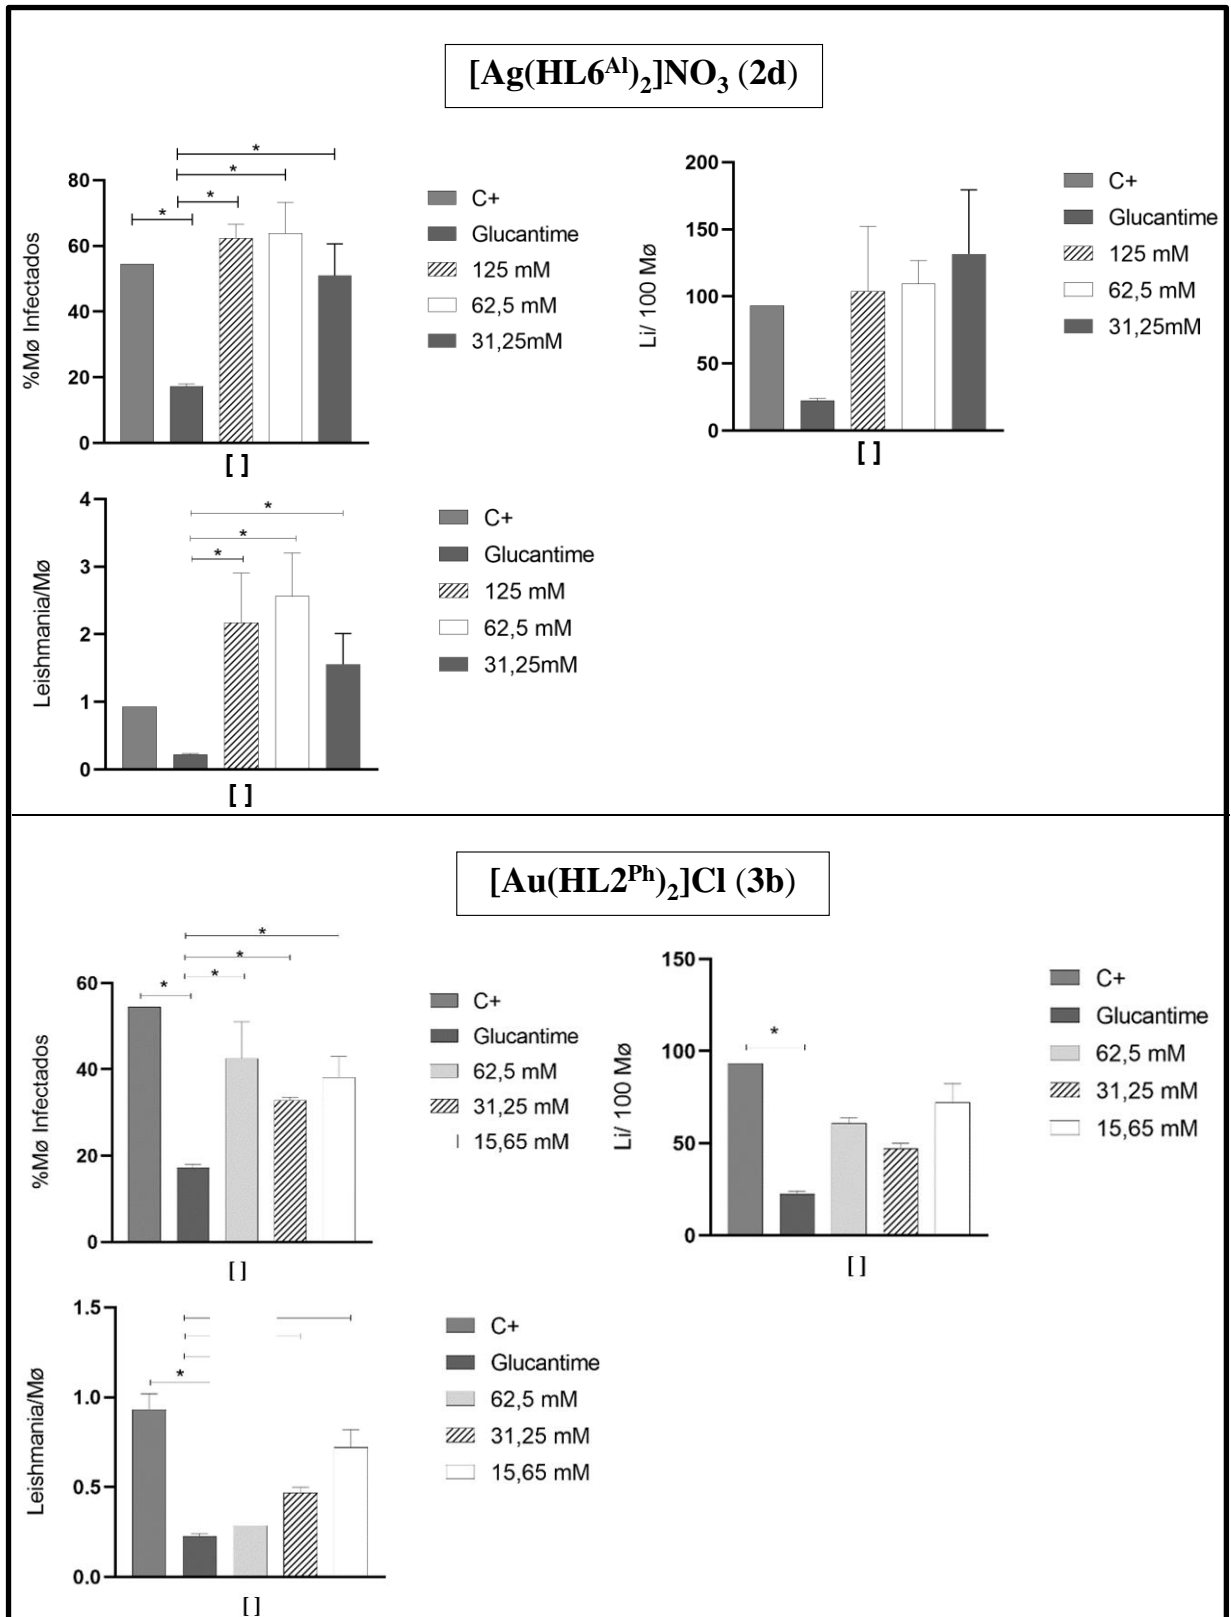 [Ag(HL6^Al)₂]NO₃ (2d)
%Mø Infectados
80
60
40
20
0
* * * *
[ ]
C+
Glucantime
125 mM
62,5 mM
31,25mM
Li/ 100 Mø
200
150
100
50
0
[ ]
C+
Glucantime
125 mM
62,5 mM
31,25mM
Leishmania/Mø
4
3
2
1
0
* * *
[ ]
C+
Glucantime
125 mM
62,5 mM
31,25mM
[Au(HL2^Ph)₂]Cl (3b)
%Mø Infectados
60
40
20
0
* * * *
[ ]
C+
Glucantime
62,5 mM
31,25 mM
15,65 mM
Li/ 100 Mø
150
100
50
0
*
[ ]
C+
Glucantime
62,5 mM
31,25 mM
15,65 mM
Leishmania/Mø
1.5
1.0
0.5
0.0
*
[ ]
C+
Glucantime
62,5 mM
31,25 mM
15,65 mM